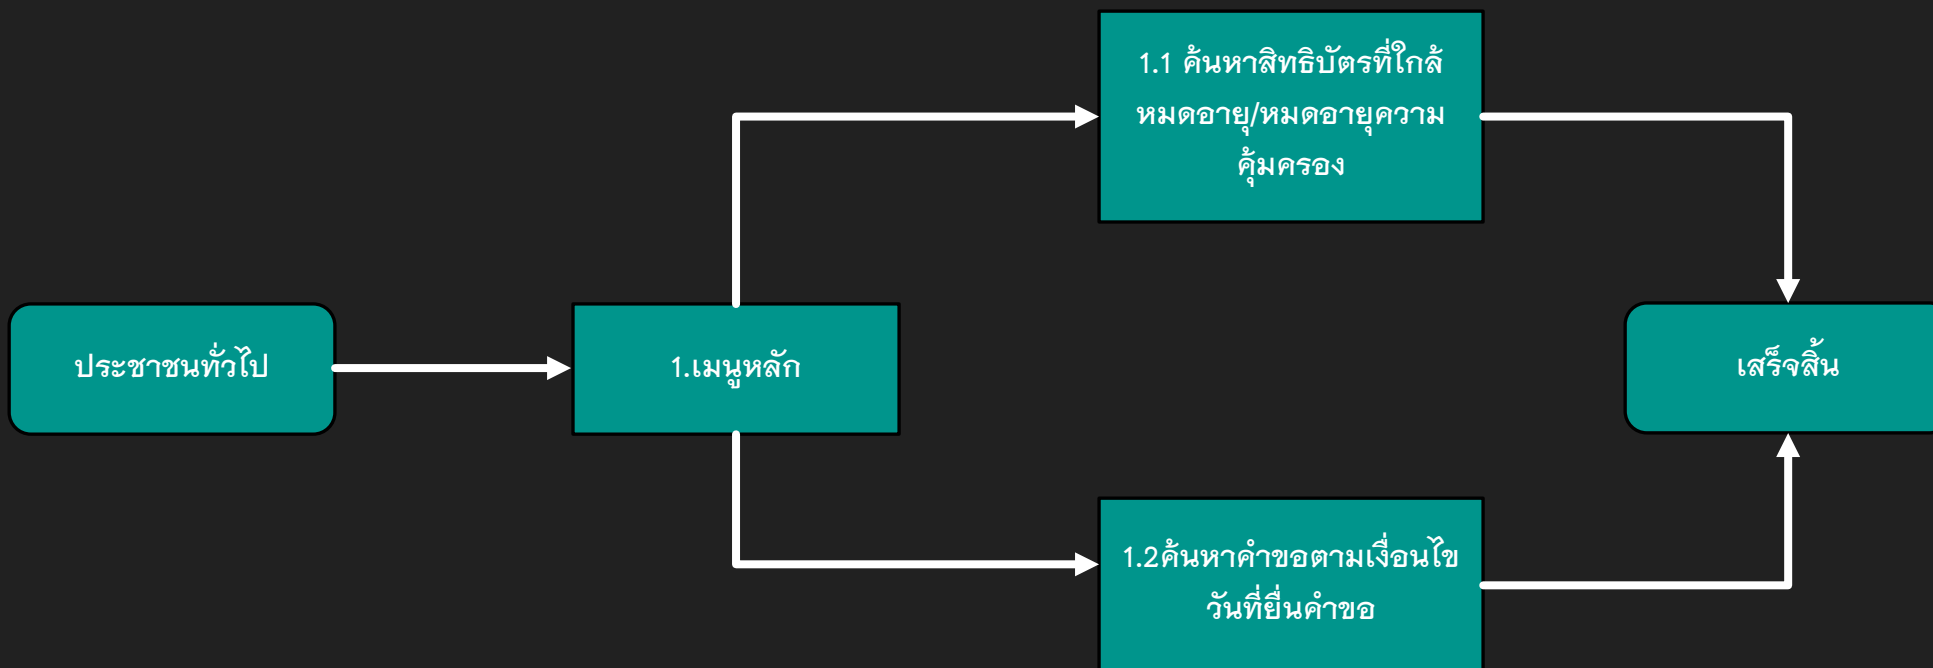 1.1 ค้นหาสิทธิบัตรที่ใกล้
หมดอายุ/หมดอายุความ
คุ้มครอง
ประชาชนทั่วไป
1.เมนูหลัก
เสร็จสิ้น
1.2ค้นหาคำขอตามเงื่อนไข
วันที่ยื่นคำขอ